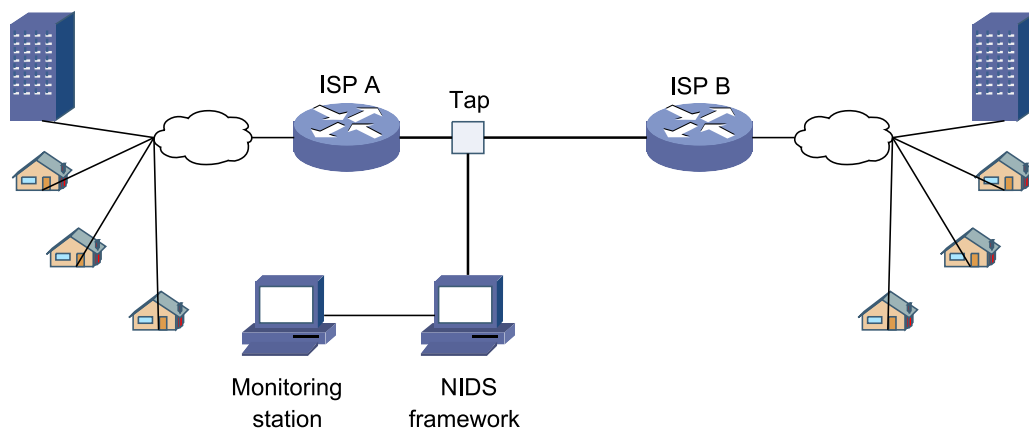 ISP A
Tap
ISP B
Monitoring
station
NIDS
framework